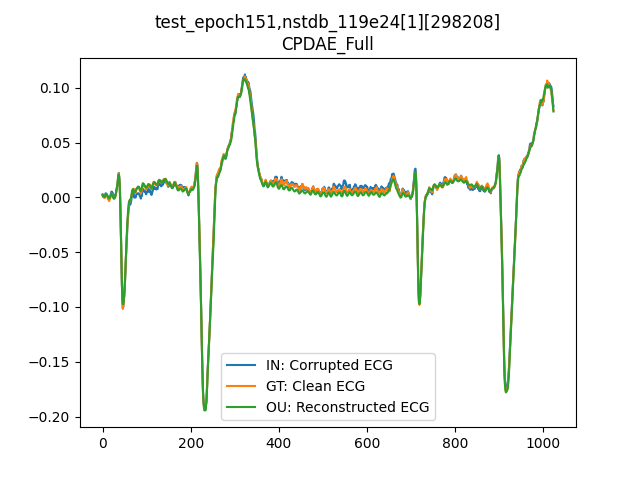 test_epoch151,nstdb_119e24[1][298208]
CPDAE_Full
0.10
0.05
0.00
−0.05
−0.10
−0.15
−0.20
IN: Corrupted ECG
GT: Clean ECG
OU: Reconstructed ECG
0 200 400 600 800 1000